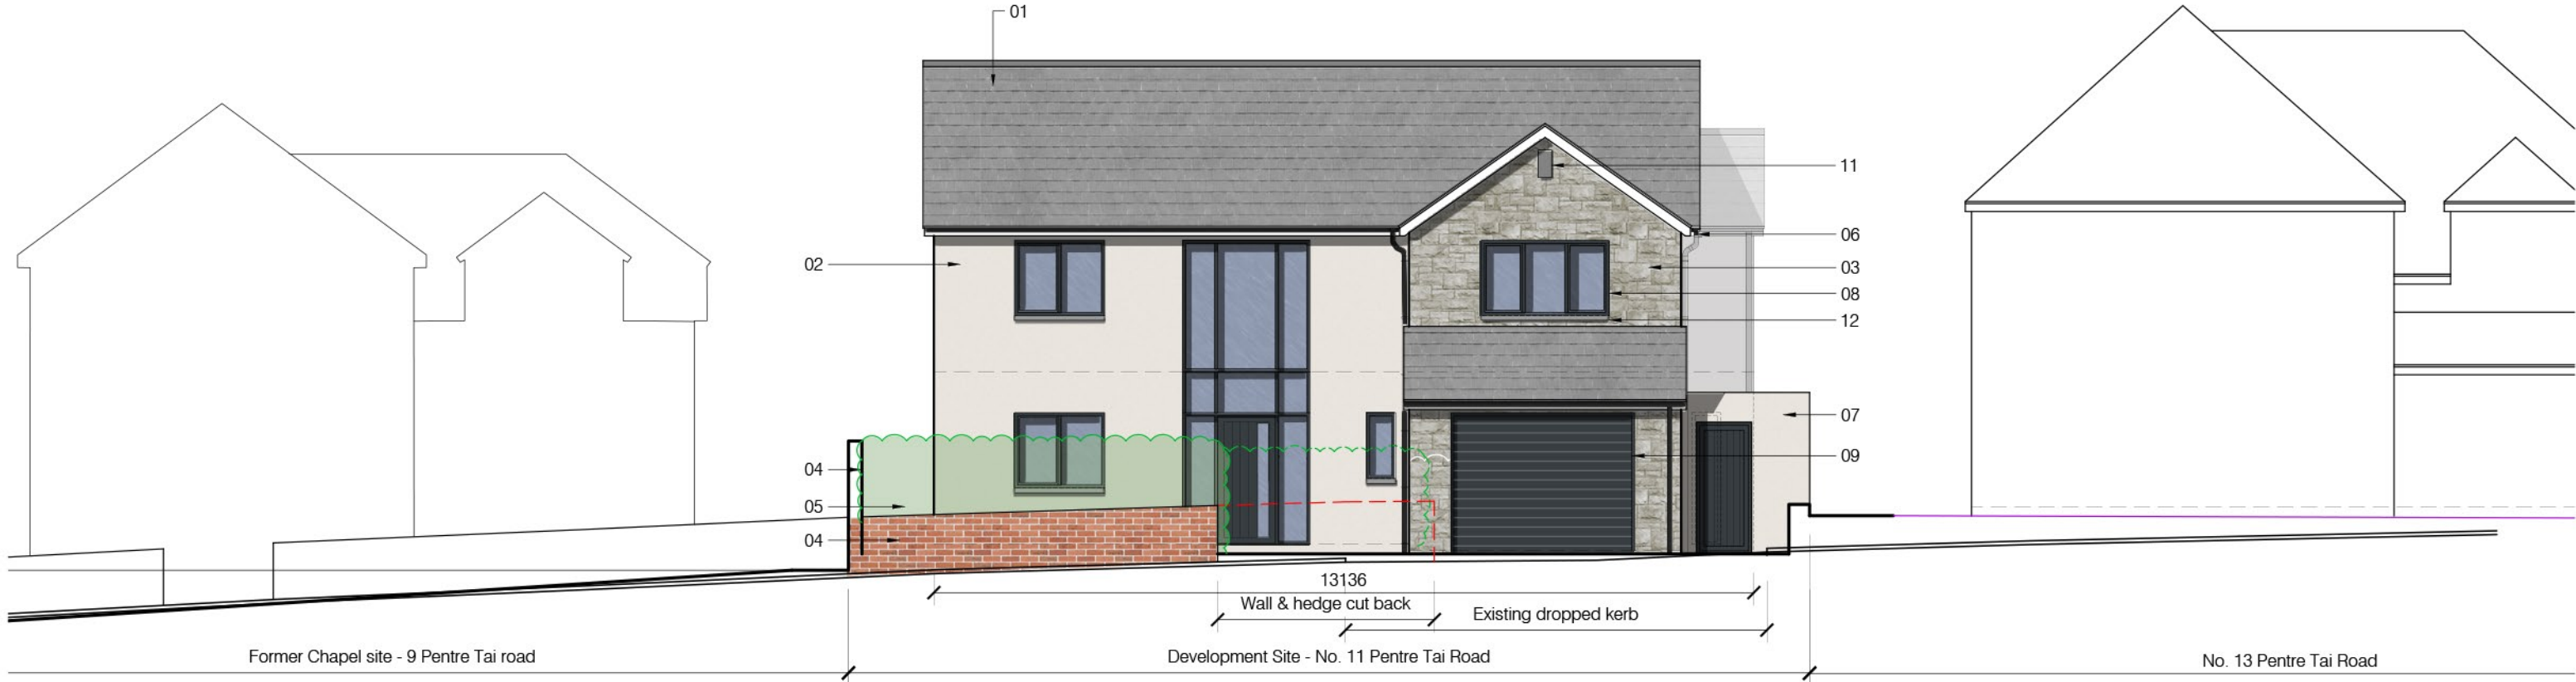 01
11
06
02
03
08
12
07
09
04
05
04
13136
Wall & hedge cut back
Existing dropped kerb
Former Chapel site - 9 Pentre Tai road
Development Site - No. 11 Pentre Tai Road
No. 13 Pentre Tai Road